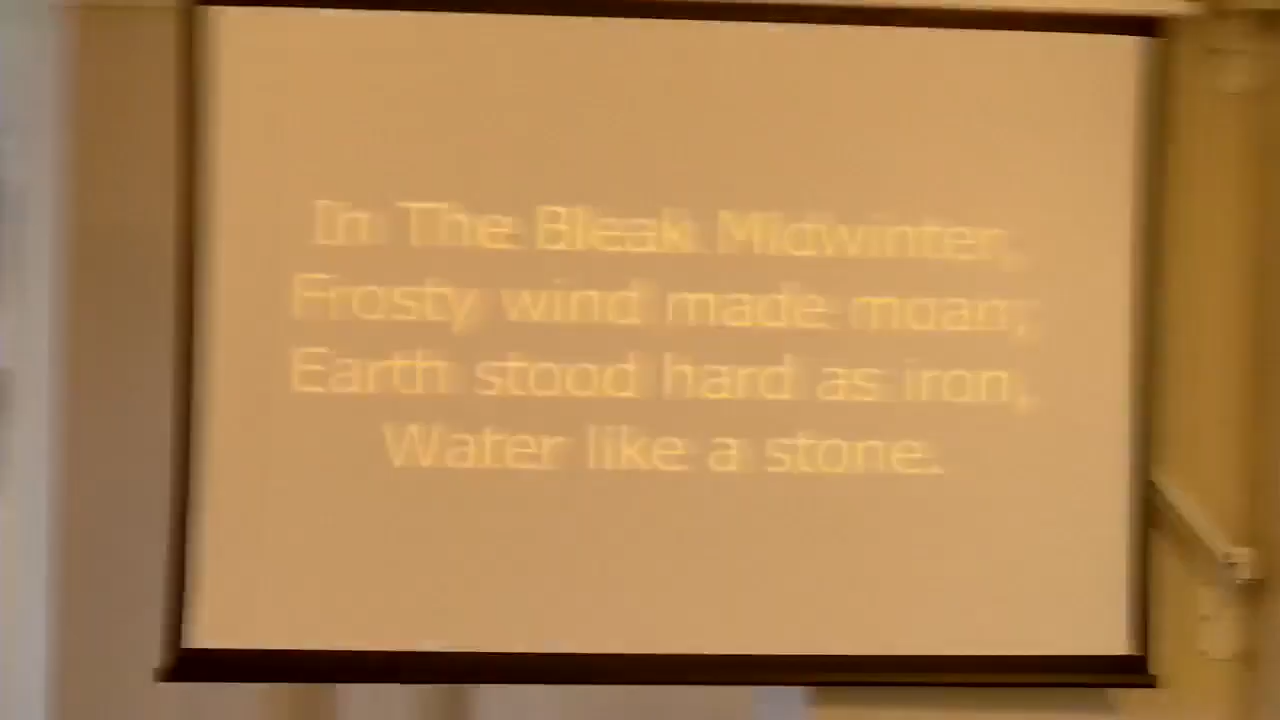 In The Bleak Midwinter,
Frosty wind made moan;
Earth stood hard as iron,
Water like a stone.